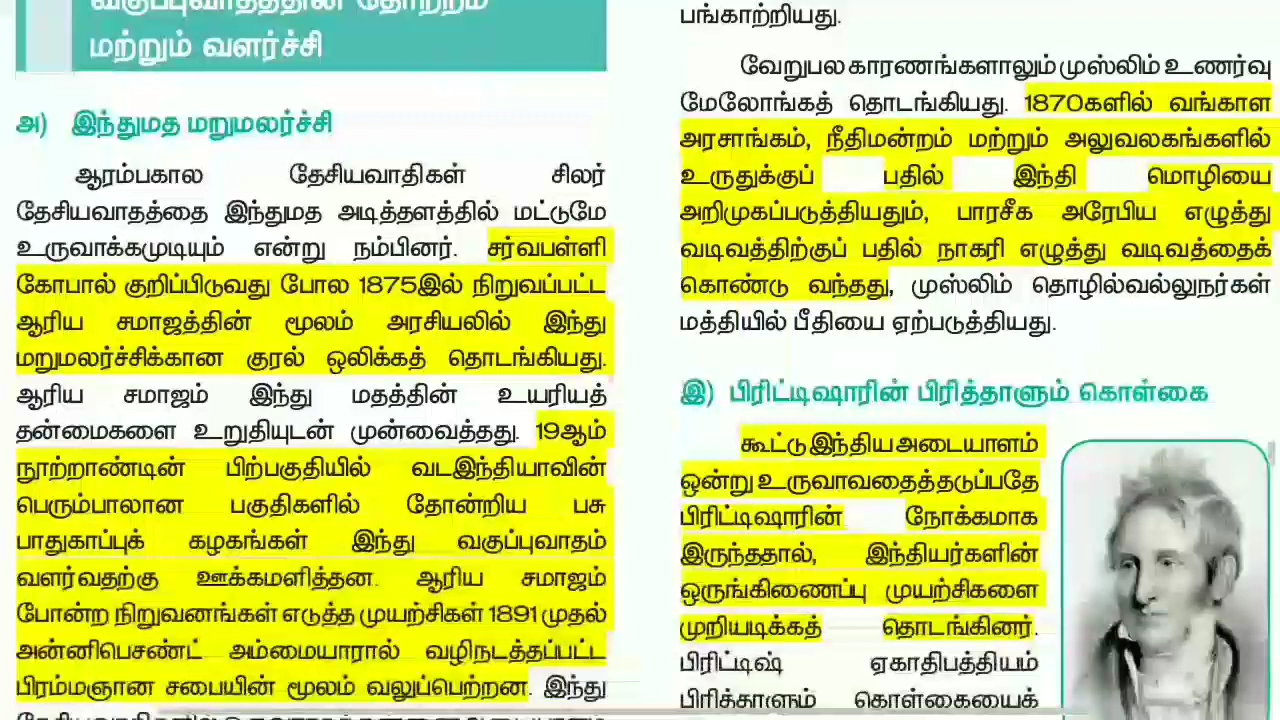 வகுப்புவாதத்தின் தோற்றம்
மற்றும் வளர்ச்சி
அ) இந்துமத மறுமலர்ச்சி
ஆரம்பகால தேசியவாதிகள் சிலர்
தேசியவாதத்தை இந்துமத அடித்தளத்தில் மட்டுமே
உருவாக்கமுடியும் என்று நம்பினர். சர்வபள்ளி
கோபால் குறிப்பிடுவது போல 1875இல் நிறுவப்பட்ட
ஆரிய சமாஜத்தின் மூலம் அரசியலில் இந்து
மறுமலர்ச்சிக்கான குரல் ஒலிக்கத் தொடங்கியது.
ஆரிய சமாஜம் இந்து மதத்தின் உயரியத்
தன்மைகளை உறுதியுடன் முன்வைத்தது. 19ஆம்
நூற்றாண்டின் பிற்பகுதியில் வடஇந்தியாவின்
பெரும்பாலான பகுதிகளில் தோன்றிய பசு
பாதுகாப்புக் கழகங்கள் இந்து வகுப்புவாதம்
வளர்வதற்கு ஊக்கமளித்தன. ஆரிய சமாஜம்
போன்ற நிறுவனங்கள் எடுத்த முயற்சிகள் 1891 முதல்
அன்னிபெசண்ட் அம்மையாரால் வழிநடத்தப்பட்ட
பிரம்மஞான சபையின் மூலம் வலுப்பெற்றன. இந்து
பங்காற்றியது.
வேறுபல காரணங்களாலும் முஸ்லிம் உணர்வு
மேலோங்கத் தொடங்கியது. 1870களில் வங்காள
அரசாங்கம், நீதிமன்றம் மற்றும் அலுவலகங்களில்
உருதுக்குப் பதில் இந்தி மொழியை
அறிமுகப்படுத்தியதும், பாரசீக அரேபிய எழுத்து
வடிவத்திற்குப் பதில் நாகரி எழுத்து வடிவத்தைக்
கொண்டு வந்தது, முஸ்லிம் தொழில்வல்லுநர்கள்
மத்தியில் பீதியை ஏற்படுத்தியது.
இ) பிரிட்டிஷாரின் பிரித்தாளும் கொள்கை
கூட்டு இந்திய அடையாளம்
ஒன்று உருவாவதைத்தடுப்பதே
பிரிட்டிஷாரின் நோக்கமாக
இருந்ததால், இந்தியர்களின்
ஒருங்கிணைப்பு முயற்சிகளை
முறியடிக்கத் தொடங்கினர்.
பிரிட்டிஷ் ஏகாதிபத்தியம்
பிரித்தாளும் கொள்கையைக்